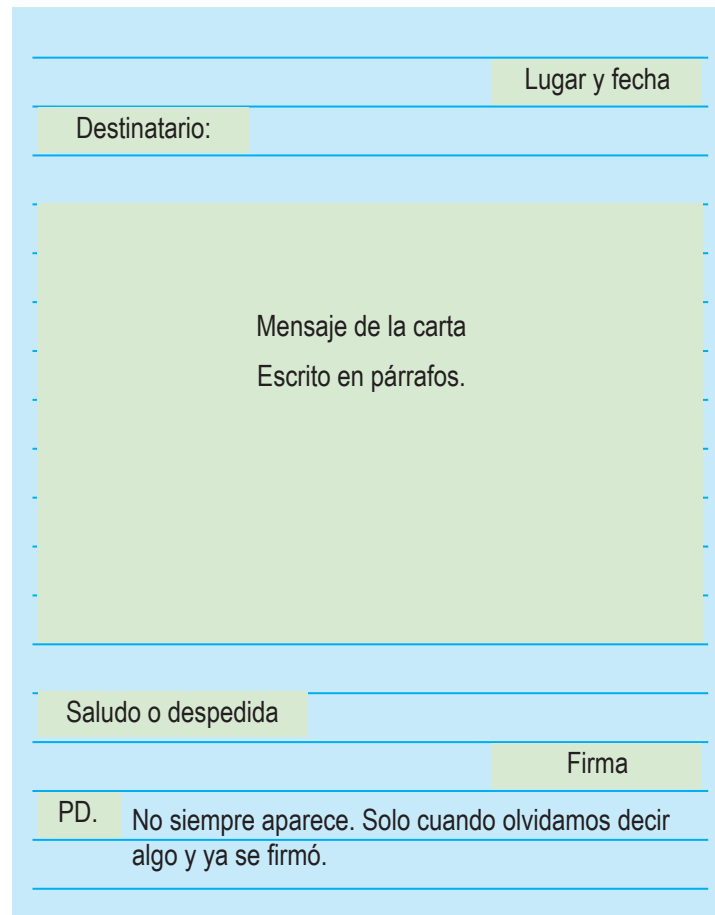 Lugar y fecha
Destinatario:
Mensaje de la carta
Escrito en párrafos.
Saludo o despedida
Firma
PD. No siempre aparece. Solo cuando olvidamos decir
algo y ya se firmó.